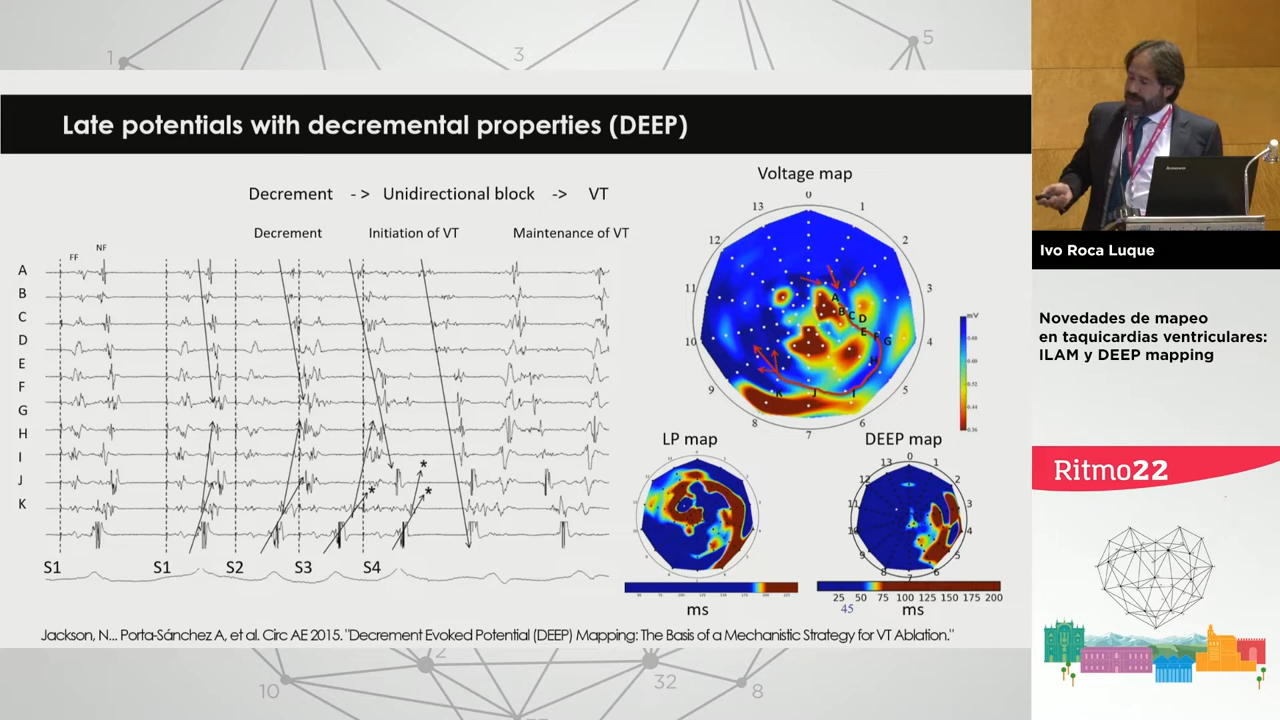 1
3
5
Late potentials with decremental properties (DEEP)
Decrement -> Unidirectional block -> VT
Decrement Initiation of VT Maintenance of VT
FF
NF
A
B
C
D
E
F
G
H
I
J
K
S1 S1 S2 S3 S4
*
*
*
Voltage map
0
1
2
3
4
5
6
7
8
9
10
11
12
13
A
B
C
D
E
F
G
H
I
J
K
mV
LP map
ms
DEEP map
0
1
2
3
4
5
6
7
8
9
10
11
12
13
25 50 75 100 125 150 175 200
45
ms
Jackson, N... Porta-Sánchez A, et al. Circ AE 2015. "Decrement Evoked Potential (DEEP) Mapping: The Basis of a Mechanistic Strategy for VT Ablation."
2
10
32
8
Ivo Roca Luque
Novedades de mapeo
en taquicardias ventriculares:
ILAM y DEEP mapping
Ritmo22